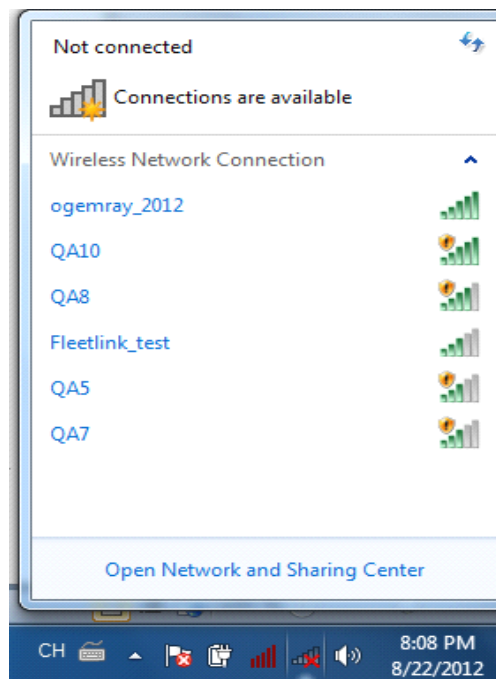 Not connected
Connections are available
Wireless Network Connection
ogemray_2012
QA10
QA8
Fleetlink_test
QA5
QA7
Open Network and Sharing Center
CH
8:08 PM
8/22/2012